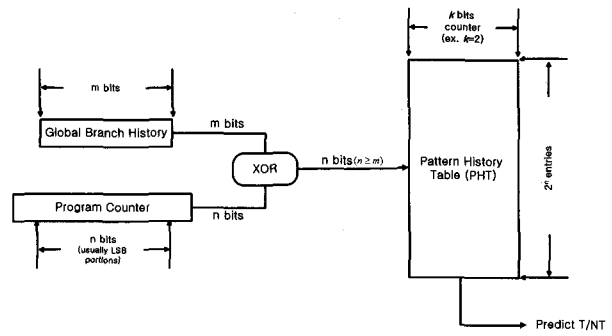 k bits
counter
(ex. k=2)
m bits
m bits
Global Branch History
XOR
n bits(n ≥ m)
Pattern History
Table (PHT)
2ⁿ entries
Program Counter
n bits
n bits
(usually LSB
portions)
Predict T/NT